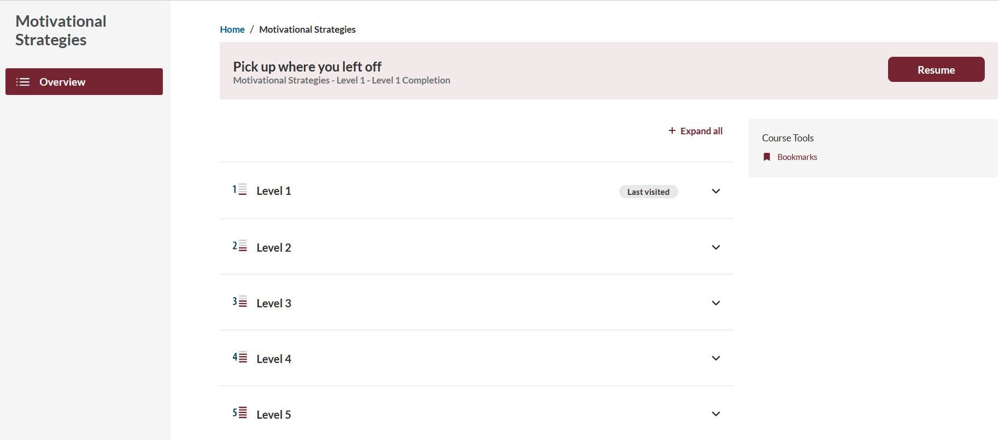 Motivational
Strategies
Overview
Home / Motivational Strategies
Pick up where you left off
Motivational Strategies - Level 1 - Level 1 Completion
Resume
+ Expand all
Course Tools
Bookmarks
1 Level 1
Last visited
2 Level 2
3 Level 3
4 Level 4
5 Level 5